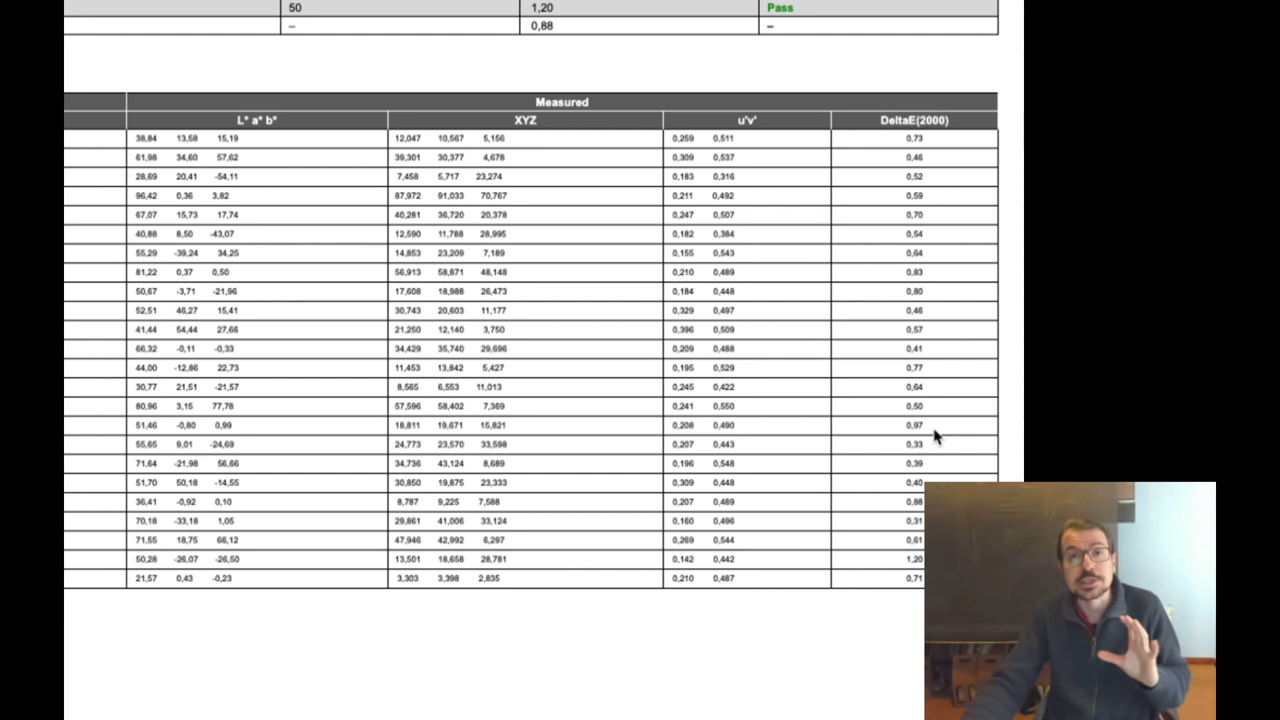 50 1,20 Pass
– 0,88 –
Measured
L* a* b* XYZ u'v' DeltaE(2000)
38,84 13,58 15,19 12,047 10,567 5,156 0,259 0,511 0,73
61,98 34,60 57,62 39,301 30,377 4,678 0,309 0,537 0,46
28,69 20,41 -54,11 7,458 5,717 23,274 0,183 0,316 0,52
96,42 0,36 3,82 87,972 91,033 70,767 0,211 0,492 0,59
67,07 15,73 17,74 40,281 36,720 20,378 0,247 0,507 0,70
40,88 8,50 -43,07 12,590 11,788 28,995 0,182 0,384 0,54
55,29 -39,24 34,25 14,853 23,209 7,189 0,155 0,543 0,64
81,22 0,37 0,50 56,913 58,871 48,148 0,210 0,489 0,83
50,67 -3,71 -21,96 17,608 18,988 26,473 0,184 0,448 0,80
52,51 46,27 15,41 30,743 20,603 11,177 0,329 0,497 0,46
41,44 54,44 27,66 21,250 12,140 3,750 0,396 0,509 0,57
66,32 -0,11 -0,33 34,429 35,740 29,696 0,209 0,488 0,41
44,00 -12,86 22,73 11,453 13,842 5,427 0,195 0,529 0,77
30,77 21,51 -21,57 8,565 6,553 11,013 0,245 0,422 0,64
80,96 3,15 77,78 57,596 58,402 7,369 0,241 0,550 0,50
51,46 -0,80 0,99 18,811 19,671 15,821 0,208 0,490 0,97
55,65 9,01 -24,69 24,773 23,570 33,598 0,207 0,443 0,33
71,64 -21,98 56,66 34,736 43,124 8,689 0,196 0,548 0,39
51,70 50,18 -14,55 30,850 19,875 23,333 0,309 0,448 0,40
36,41 -0,92 0,10 8,787 9,225 7,588 0,207 0,489 0,88
70,18 -33,18 1,05 29,861 41,006 33,124 0,160 0,496 0,31
71,55 18,75 66,12 47,946 42,992 6,297 0,269 0,544 0,61
50,28 -26,07 -26,50 13,501 18,658 28,781 0,142 0,442 1,20
21,57 0,43 -0,23 3,303 3,398 2,835 0,210 0,487 0,71